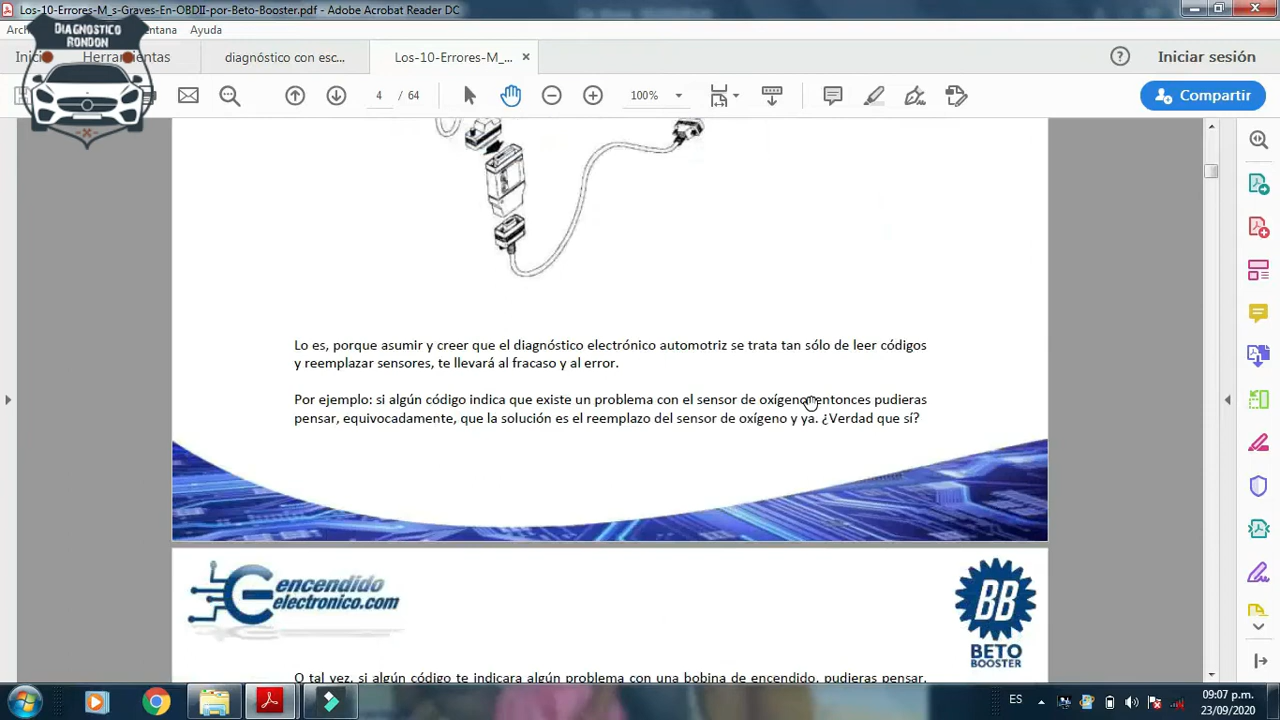 Los-10-Errores-M_s-Graves-En-OBDII-por-Beto-Booster.pdf - Adobe Acrobat Reader DC
DIAGNOSTICO
RONDON
Ayuda
Herramientas
diagnóstico con esc...
Los-10-Errores-M_...
Iniciar sesión
4 / 64
100%
Compartir
Lo es, porque asumir y creer que el diagnóstico electrónico automotriz se trata tan sólo de leer códigos
y reemplazar sensores, te llevará al fracaso y al error.
Por ejemplo: si algún código indica que existe un problema con el sensor de oxígeno entonces pudieras
pensar, equivocadamente, que la solución es el reemplazo del sensor de oxígeno y ya. ¿Verdad que sí?
encendido
electronico.com
BB
BETO
BOOSTER
O tal vez, si algún código te indicara algún problema con una bobina de encendido, pudieras pensar,
ES
09:07 p.m.
23/09/2020